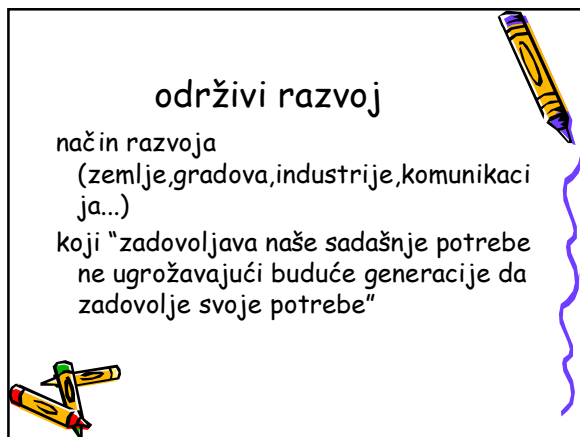 održivi razvoj
način razvoja
(zemlje,gradova,industrije,komunikaci
ja...)
koji “zadovoljava naše sadašnje potrebe
ne ugrožavajući buduće generacije da
zadovolje svoje potrebe”